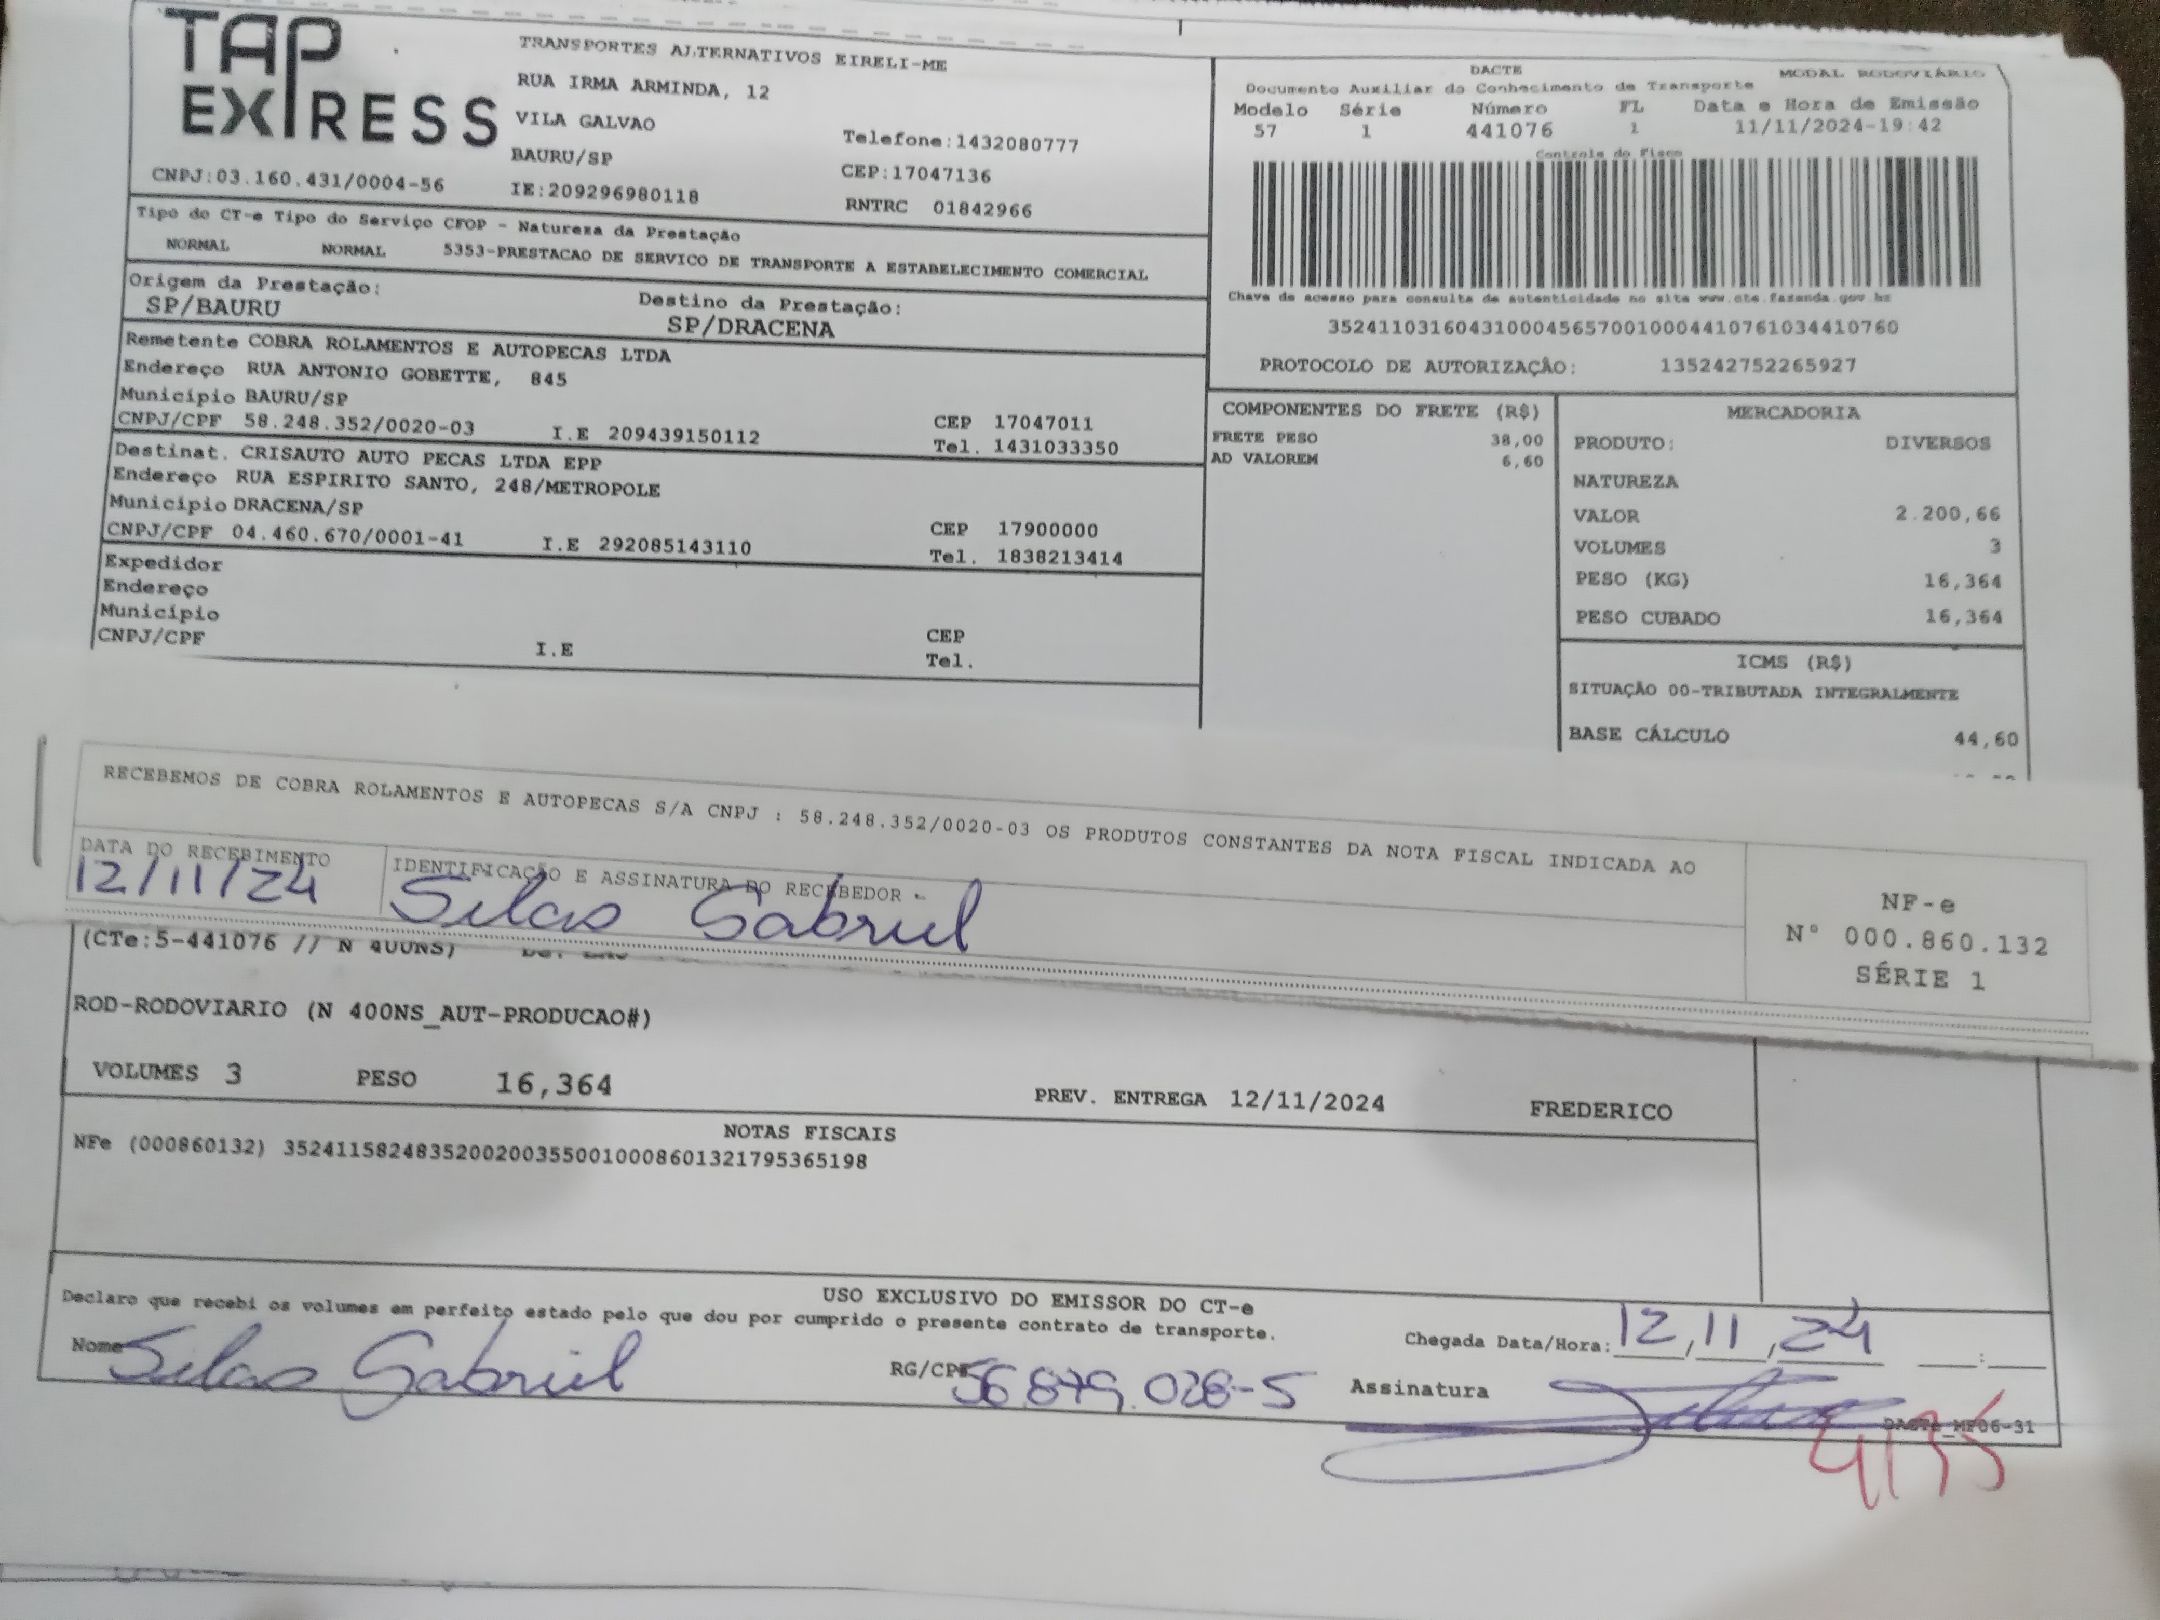 TAP EXPRESS
TRANSPORTES ALTERNATIVOS EIRELI-ME
RUA IRMA ARMINDA, 12
VILA GALVAO
Telefone:1432080777
BAURU/SP
CEP:17047136
CNPJ:03.160.431/0004-56
IE:209296980118
RNTRC 01842966
Tipo do CT-e Tipo do Serviço CFOP - Natureza da Prestação
NORMAL NORMAL 5353-PRESTACAO DE SERVICO DE TRANSPORTE A ESTABELECIMENTO COMERCIAL
Origem da Prestação: Destino da Prestação:
SP/BAURU SP/DRACENA
Remetente COBRA ROLAMENTOS E AUTOPECAS LTDA
Endereço RUA ANTONIO GOBETTE, 845
Município BAURU/SP CEP 17047011
CNPJ/CPF 58.248.352/0020-03 I.E 209439150112 Tel. 1431033350
Destinat. CRISAUTO AUTO PECAS LTDA EPP
Endereço RUA ESPIRITO SANTO, 248/METROPOLE
Município DRACENA/SP CEP 17900000
CNPJ/CPF 04.460.670/0001-41 I.E 292085143110 Tel. 1838213414
Expedidor
Endereço
Município CEP
CNPJ/CPF I.E Tel.
DACTE MODAL RODOVIÁRIO
Documento Auxiliar do Conhecimento de Transporte
Modelo Série Número FL Data e Hora de Emissão
57 1 441076 1 11/11/2024-19:42
Controle do Fisco
Chave de acesso para consulta de autenticidade no site www.cte.fazenda.gov.br
35241103160431000456570010004410761034410760
PROTOCOLO DE AUTORIZAÇÃO: 135242752265927
COMPONENTES DO FRETE (R$)
FRETE PESO 38,00
AD VALOREM 6,60
MERCADORIA
PRODUTO: DIVERSOS
NATUREZA
VALOR 2.200,66
VOLUMES 3
PESO (KG) 16,364
PESO CUBADO 16,364
ICMS (R$)
SITUAÇÃO 00-TRIBUTADA INTEGRALMENTE
BASE CÁLCULO 44,60
RECEBEMOS DE COBRA ROLAMENTOS E AUTOPECAS S/A CNPJ : 58.248.352/0020-03 OS PRODUTOS CONSTANTES DA NOTA FISCAL INDICADA AO
DATA DO RECEBIMENTO IDENTIFICAÇÃO E ASSINATURA DO RECEBEDOR -
12/11/24 Silas Gabriel
NF-e
N° 000.860.132
SÉRIE 1
(CTe:5-441076 // N 400NS)
ROD-RODOVIARIO (N 400NS_AUT-PRODUCAO#)
VOLUMES 3 PESO 16,364 PREV. ENTREGA 12/11/2024 FREDERICO
NOTAS FISCAIS
NFe (000860132) 35241158248352002003550010008601321795365198
USO EXCLUSIVO DO EMISSOR DO CT-e
Declaro que recebi os volumes em perfeito estado pelo que dou por cumprido o presente contrato de transporte.
Chegada Data/Hora: 12,11,24 :
Nome Silas Gabriel RG/CPF 56.879.028-5 Assinatura
DACTE_MF06-31